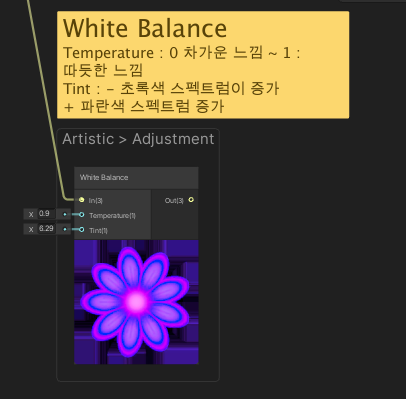 White Balance
Temperature : 0 차가운 느낌 ~ 1 :
따듯한 느낌
Tint : - 초록색 스펙트럼이 증가
+ 파란색 스펙트럼 증가
Artistic > Adjustment
White Balance
In(3) Out(3)
X 0.9 Temperature(1)
X 6.29 Tint(1)